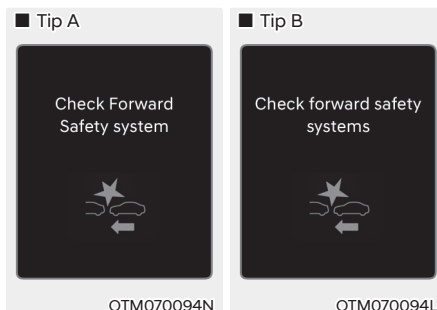 ■ Tip A
Check Forward
Safety system
OTM070094N
■ Tip B
Check forward safety
systems
OTM070094L